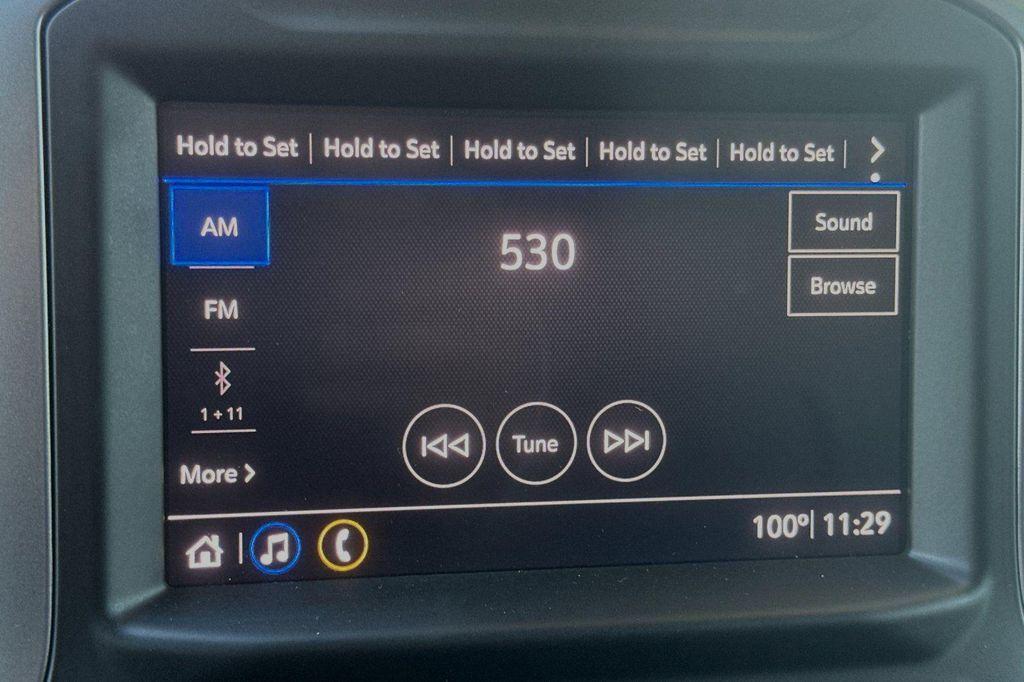 Hold to Set | Hold to Set | Hold to Set | Hold to Set | Hold to Set |
AM
530
Sound
FM
Browse
1 + 11
Tune
More
100° | 11:29